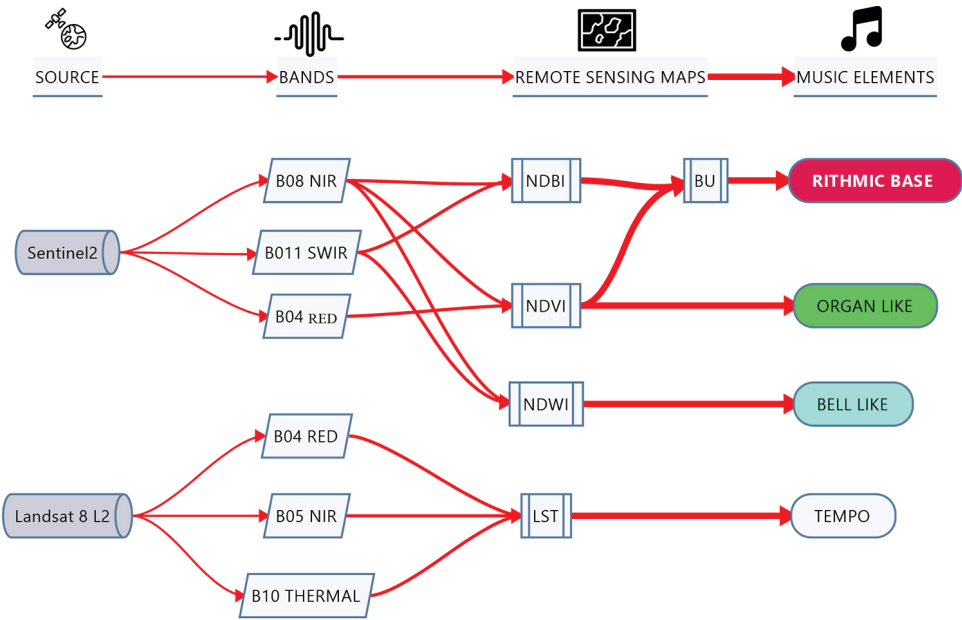 SOURCE BANDS REMOTE SENSING MAPS MUSIC ELEMENTS
B08 NIR NDBI BU RITHMIC BASE
Sentinel2 B011 SWIR
B04 RED NDVI ORGAN LIKE
NDWI BELL LIKE
B04 RED
Landsat 8 L2 B05 NIR LST TEMPO
B10 THERMAL